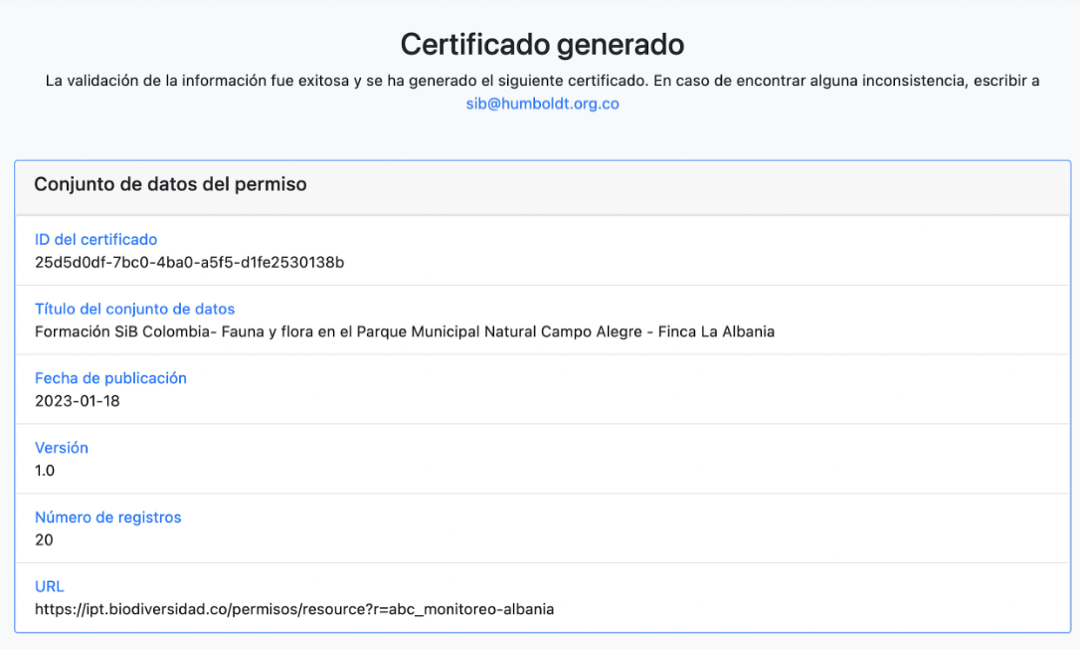 Certificado generado
La validación de la información fue exitosa y se ha generado el siguiente certificado. En caso de encontrar alguna inconsistencia, escribir a
sib@humboldt.org.co
Conjunto de datos del permiso
ID del certificado
25d5d0df-7bc0-4ba0-a5f5-d1fe2530138b
Título del conjunto de datos
Formación SiB Colombia- Fauna y flora en el Parque Municipal Natural Campo Alegre - Finca La Albania
Fecha de publicación
2023-01-18
Versión
1.0
Número de registros
20
URL
https://ipt.biodiversidad.co/permisos/resource?r=abc_monitoreo-albania